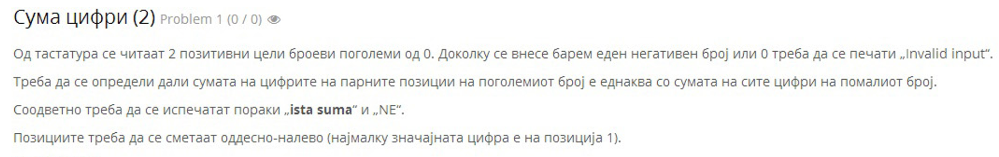 Сума цифри (2) Problem 1 (0 / 0)
Од тастатура се читаат 2 позитивни цели броеви поголеми од 0. Доколку се внесе барем еден негативен број или 0 треба да се печати „Invalid input“.
Треба да се определи дали сумата на цифрите на парните позиции на поголемиот број е еднаква со сумата на сите цифри на помалиот број.
Соодветно треба да се испечатат пораки „ista suma“ и „NE“.
Позициите треба да се сметаат оддесно-налево (најмалку значајната цифра е на позиција 1).